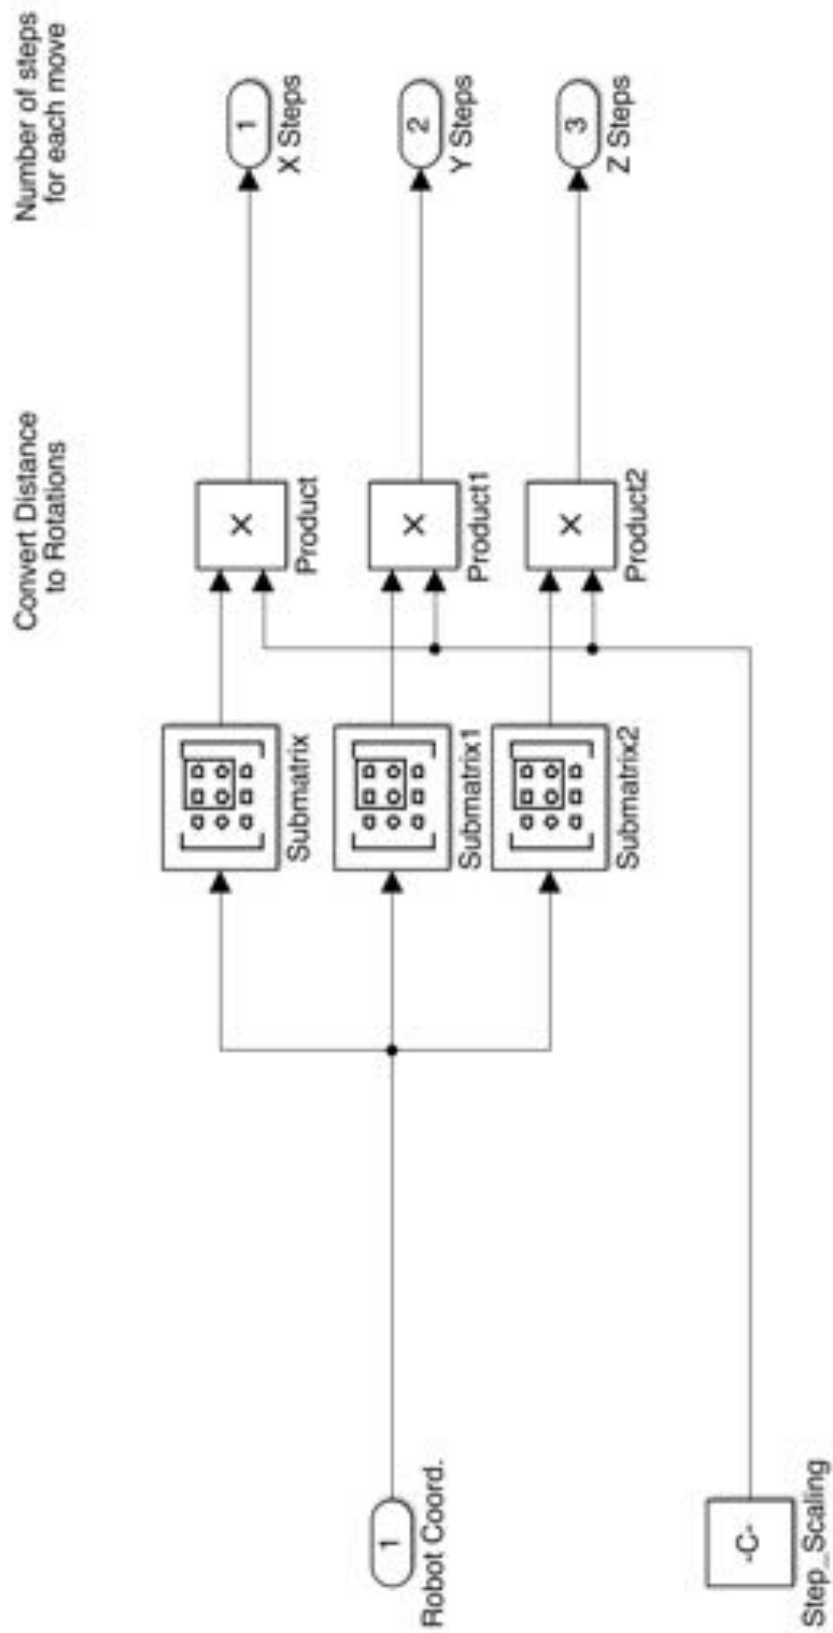 Convert Distance
to Rotations
Number of steps
for each move
Submatrix
X
Product
1
X Steps
1
Robot Coord.
Submatrix1
X
Product1
2
Y Steps
Submatrix2
X
Product2
3
Z Steps
-C-
Step_Scaling